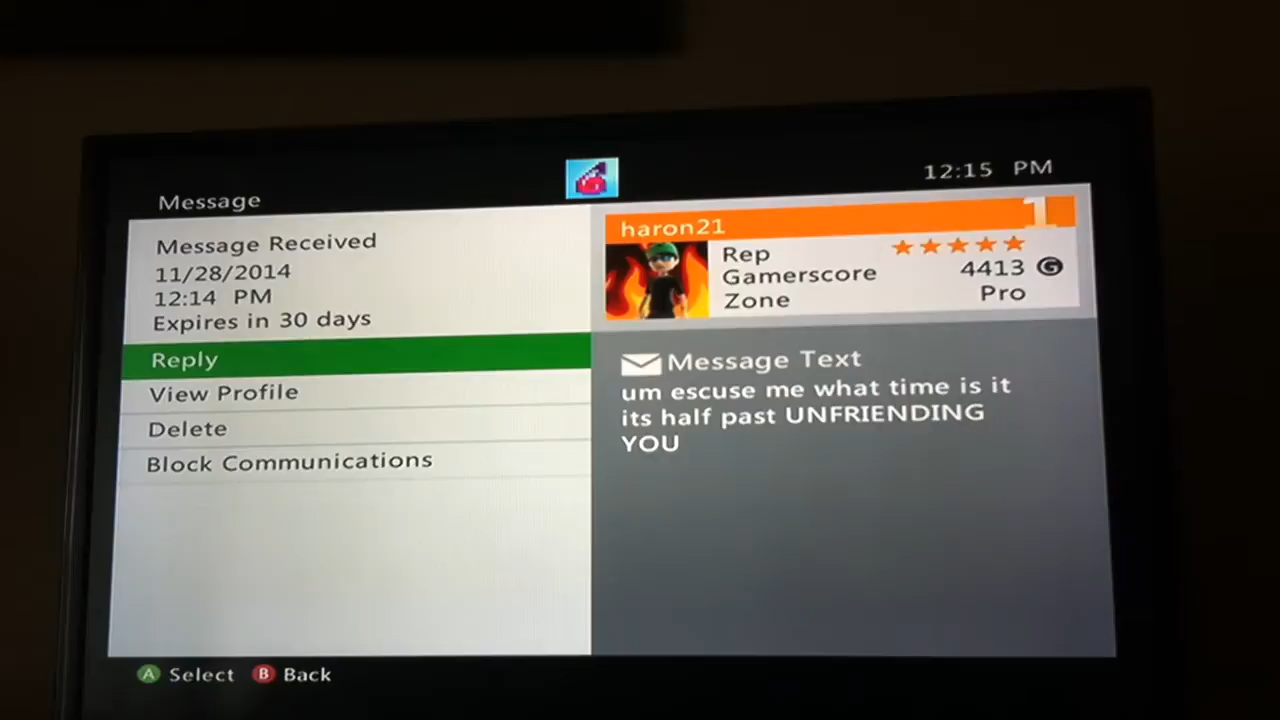 Message
12:15 PM
Message Received
11/28/2014
12:14 PM
Expires in 30 days
Reply
View Profile
Delete
Block Communications
haron21
1
Rep
Gamerscore 4413 G
Zone Pro
Message Text
um escuse me what time is it
its half past UNFRIENDING
YOU
A Select B Back